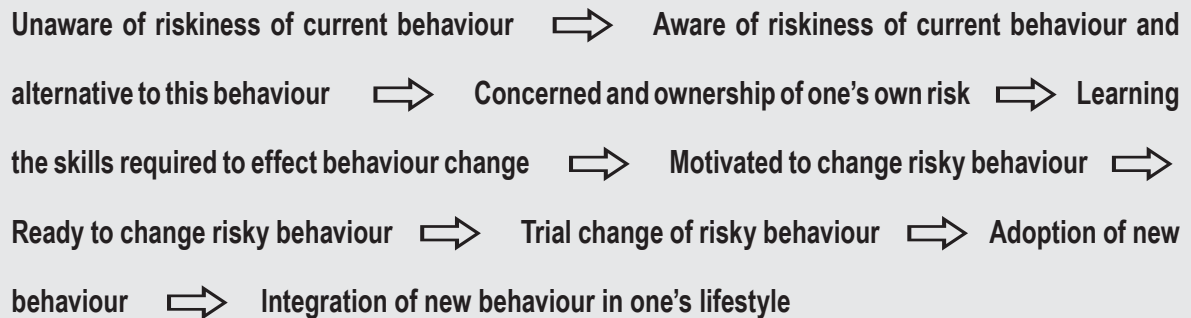 Unaware of riskiness of current behaviour ⇨ Aware of riskiness of current behaviour and
alternative to this behaviour ⇨ Concerned and ownership of one's own risk ⇨ Learning
the skills required to effect behaviour change ⇨ Motivated to change risky behaviour ⇨
Ready to change risky behaviour ⇨ Trial change of risky behaviour ⇨ Adoption of new
behaviour ⇨ Integration of new behaviour in one's lifestyle